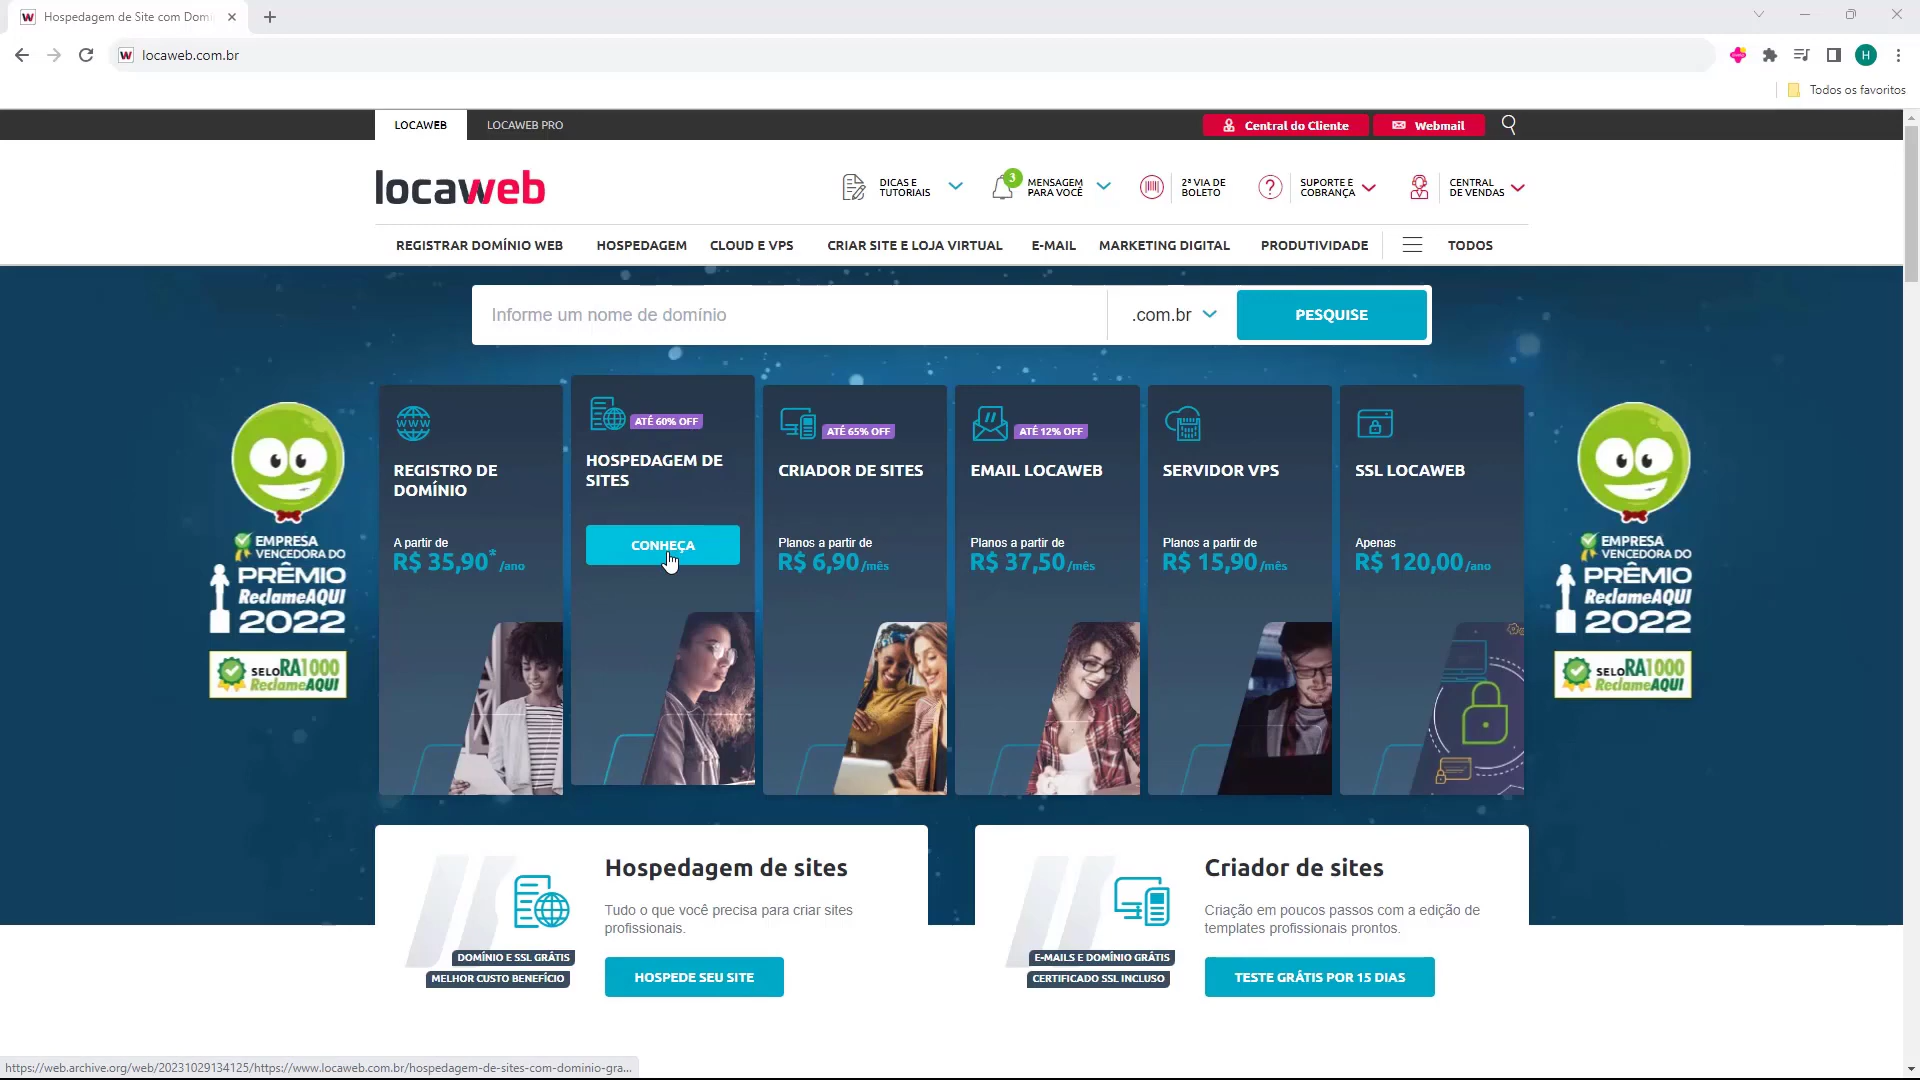 Hospedagem de Site com Domí
locaweb.com.br
H
Todos os favoritos
LOCAWEB
LOCAWEB PRO
Central do Cliente
Webmail
locaweb
DICAS E
TUTORIAIS
3
MENSAGEM
PARA VOCÊ
2ª VIA DE
BOLETO
SUPORTE E
COBRANÇA
CENTRAL
DE VENDAS
REGISTRAR DOMÍNIO WEB
HOSPEDAGEM
CLOUD E VPS
CRIAR SITE E LOJA VIRTUAL
E-MAIL
MARKETING DIGITAL
PRODUTIVIDADE
TODOS
Informe um nome de domínio
.com.br
PESQUISE
EMPRESA
VENCEDORA DO
PRÊMIO
ReclameAQUI
2022
SELO RA1000
ReclameAQUI
WWW
REGISTRO DE
DOMÍNIO
A partir de
R$ 35,90* /ano
ATÉ 60% OFF
HOSPEDAGEM DE
SITES
CONHEÇA
ATÉ 65% OFF
CRIADOR DE SITES
Planos a partir de
R$ 6,90 /mês
ATÉ 12% OFF
EMAIL LOCAWEB
Planos a partir de
R$ 37,50 /mês
SERVIDOR VPS
Planos a partir de
R$ 15,90 /mês
SSL LOCAWEB
Apenas
R$ 120,00 /ano
EMPRESA
VENCEDORA DO
PRÊMIO
ReclameAQUI
2022
SELO RA1000
ReclameAQUI
Hospedagem de sites
Tudo o que você precisa para criar sites
profissionais.
DOMÍNIO E SSL GRÁTIS
MELHOR CUSTO BENEFÍCIO
HOSPEDE SEU SITE
Criador de sites
Criação em poucos passos com a edição de
templates profissionais prontos.
E-MAILS E DOMÍNIO GRÁTIS
CERTIFICADO SSL INCLUSO
TESTE GRÁTIS POR 15 DIAS
https://web.archive.org/web/20231029134125/https://www.locaweb.com.br/hospedagem-de-sites-com-dominio-gra...